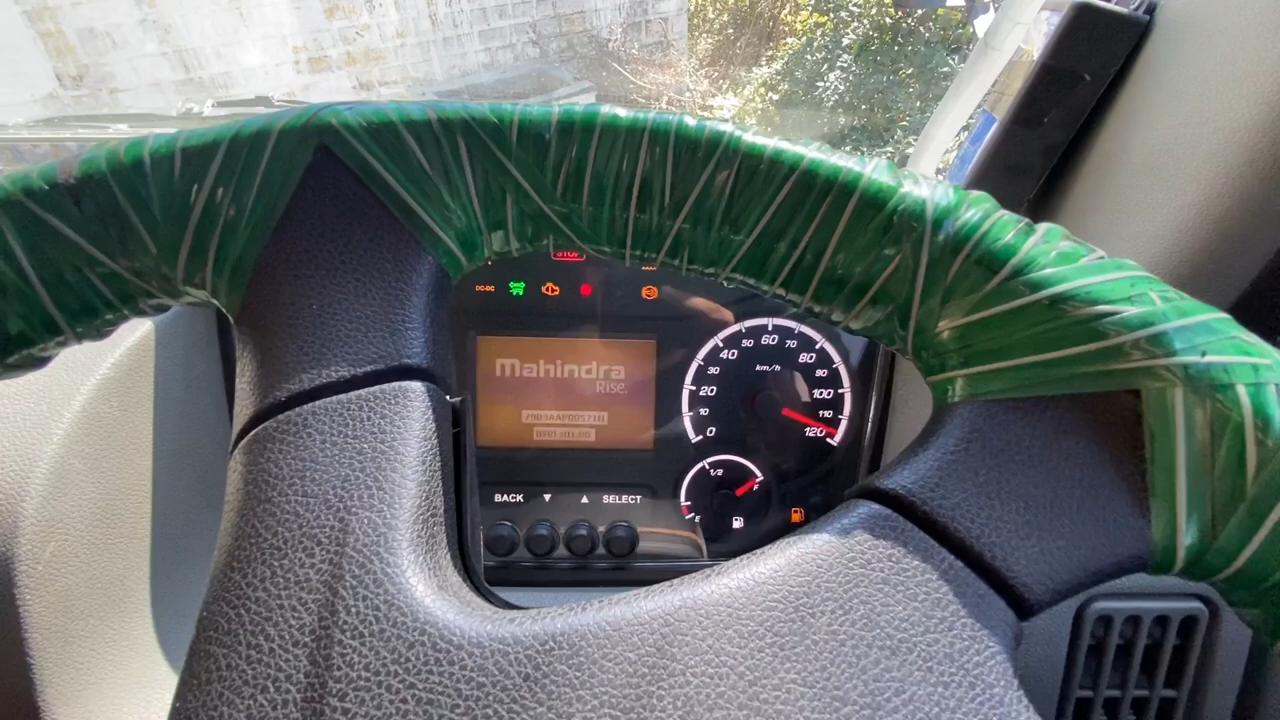 STOP
DC-DC
Mahindra
Rise.
0 10 20 30 40 50 60 70 80 90 100 110 120
km/h
E 1/2 F
BACK ▼ ▲ SELECT